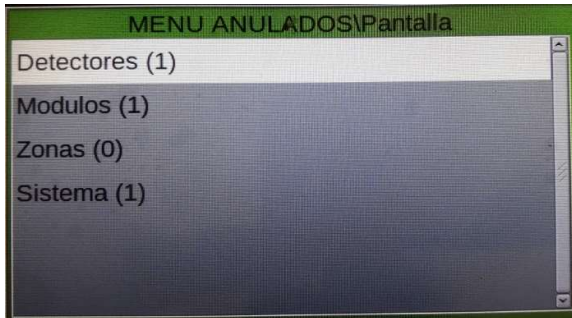 MENU ANULADOS\Pantalla
Detectores (1)
Modulos (1)
Zonas (0)
Sistema (1)